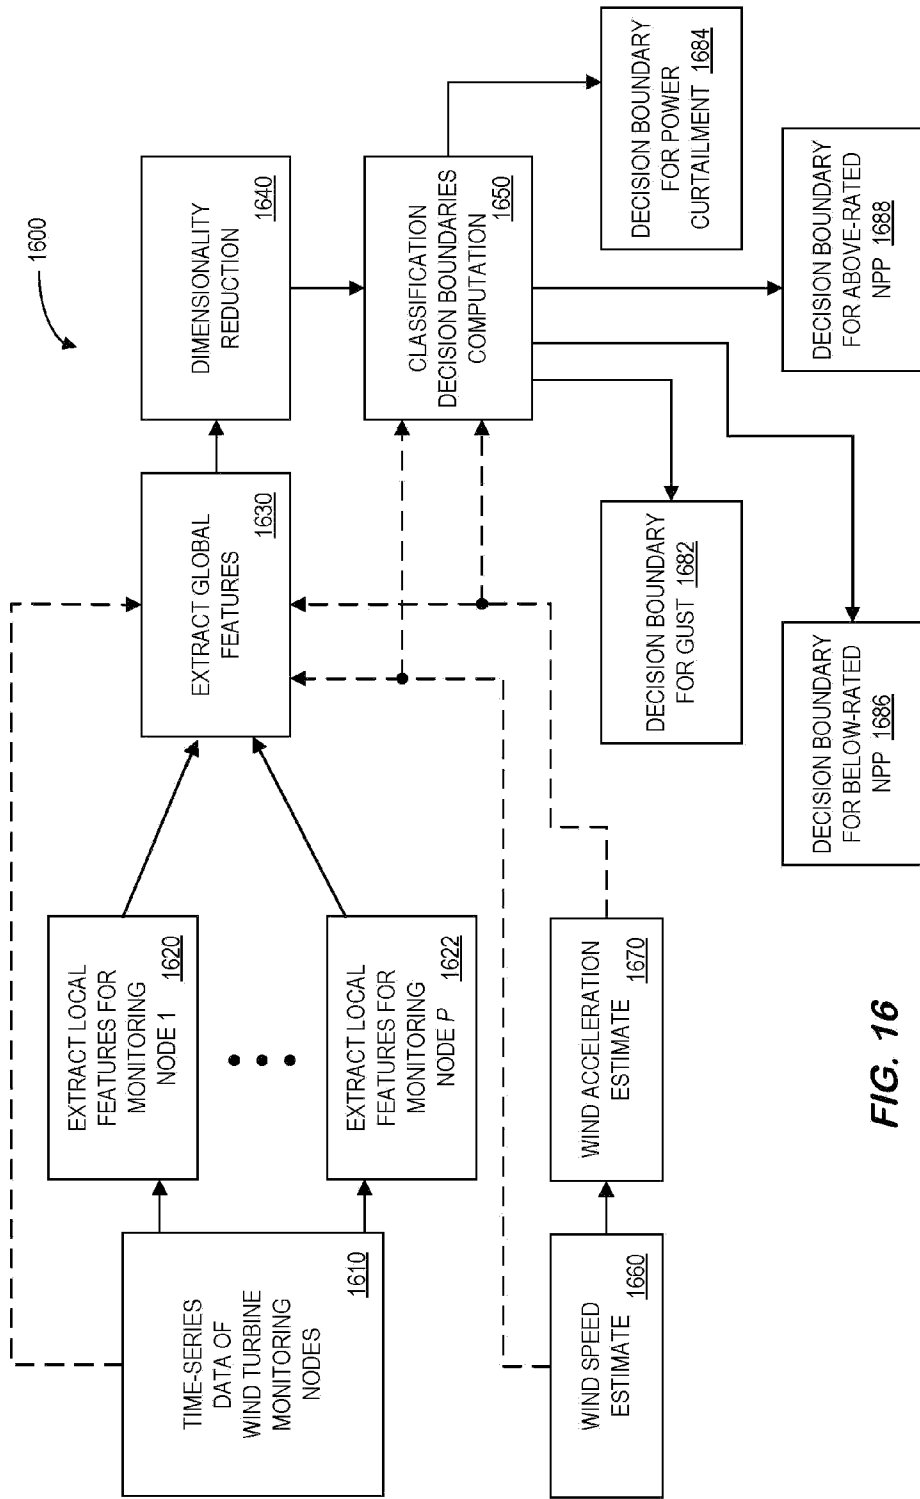 1600
TIME-SERIES
DATA OF
WIND TURBINE
MONITORING
NODES
1610
EXTRACT LOCAL
FEATURES FOR
MONITORING
NODE 1
1620
EXTRACT LOCAL
FEATURES FOR
MONITORING
NODE P
1622
EXTRACT GLOBAL
FEATURES
1630
DIMENSIONALITY
REDUCTION
1640
CLASSIFICATION
DECISION BOUNDARIES
COMPUTATION
1650
WIND SPEED
ESTIMATE
1660
WIND ACCELERATION
ESTIMATE
1670
DECISION BOUNDARY
FOR GUST 1682
DECISION BOUNDARY
FOR POWER
CURTAILMENT 1684
DECISION BOUNDARY
FOR BELOW-RATED
NPP 1686
DECISION BOUNDARY
FOR ABOVE-RATED
NPP 1688
FIG. 16